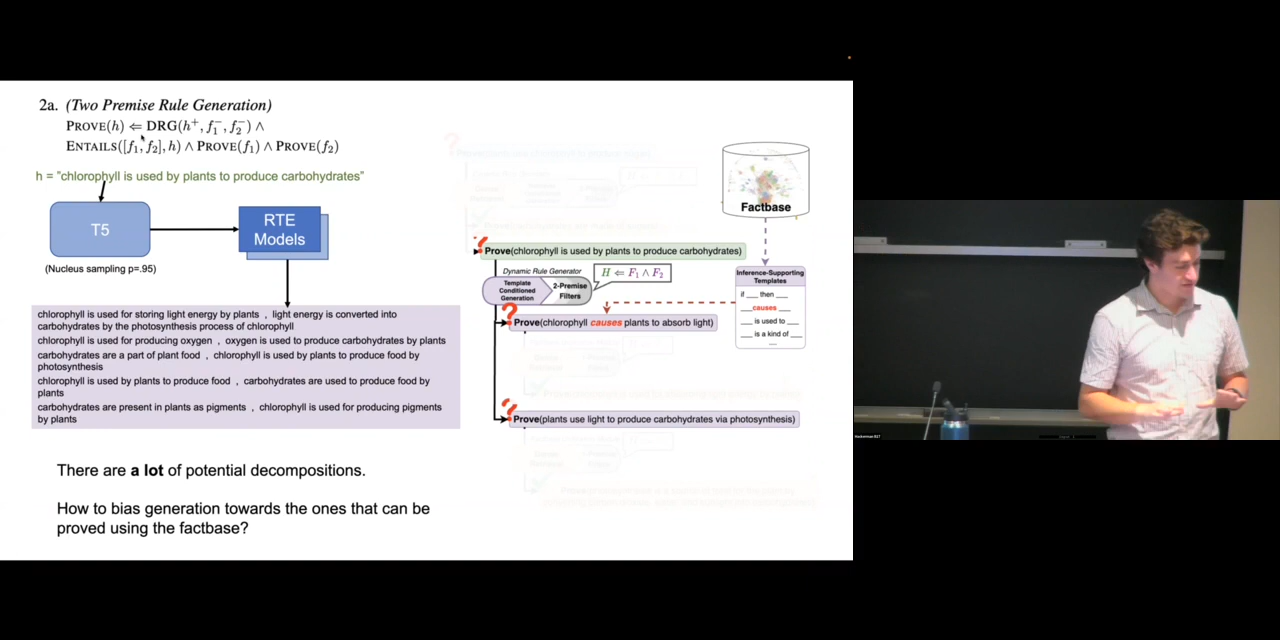 2a. (Two Premise Rule Generation)
PROVE(h) ⇐ DRG(h⁺, f₁⁻, f₂⁻) ∧
ENTAILS([f₁, f₂], h) ∧ PROVE(f₁) ∧ PROVE(f₂)
h = "chlorophyll is used by plants to produce carbohydrates"
T5
RTE
Models
(Nucleus sampling p=.95)
chlorophyll is used for storing light energy by plants , light energy is converted into
carbohydrates by the photosynthesis process of chlorophyll
chlorophyll is used for producing oxygen , oxygen is used to produce carbohydrates by plants
carbohydrates are a part of plant food , chlorophyll is used by plants to produce food by
photosynthesis
chlorophyll is used by plants to produce food , carbohydrates are used to produce food by
plants
carbohydrates are present in plants as pigments , chlorophyll is used for producing pigments
by plants
There are a lot of potential decompositions.
How to bias generation towards the ones that can be
proved using the factbase?
Factbase
? Prove(chlorophyll is used by plants to produce carbohydrates)
Dynamic Rule Generator
Template
Conditioned
Generation
2-Premise
Filters
H ⇐ F₁ ∧ F₂
Inference-Supporting
Templates
if __ then __
__ causes __
__ is used to __
__ is a kind of __
? Prove(chlorophyll causes plants to absorb light)
? Prove(plants use light to produce carbohydrates via photosynthesis)